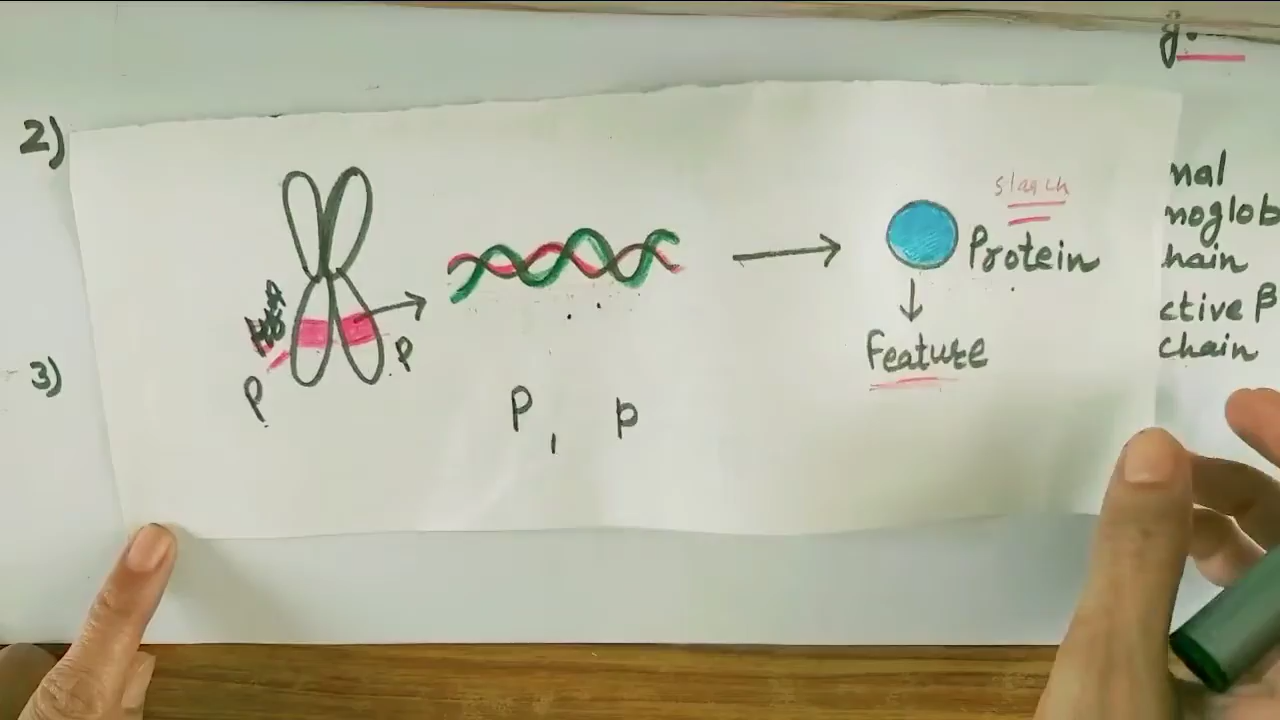 2)
starch
Protein
Feature
P
P
P, p
3)
nal
noglob
hain
ctive β
chain